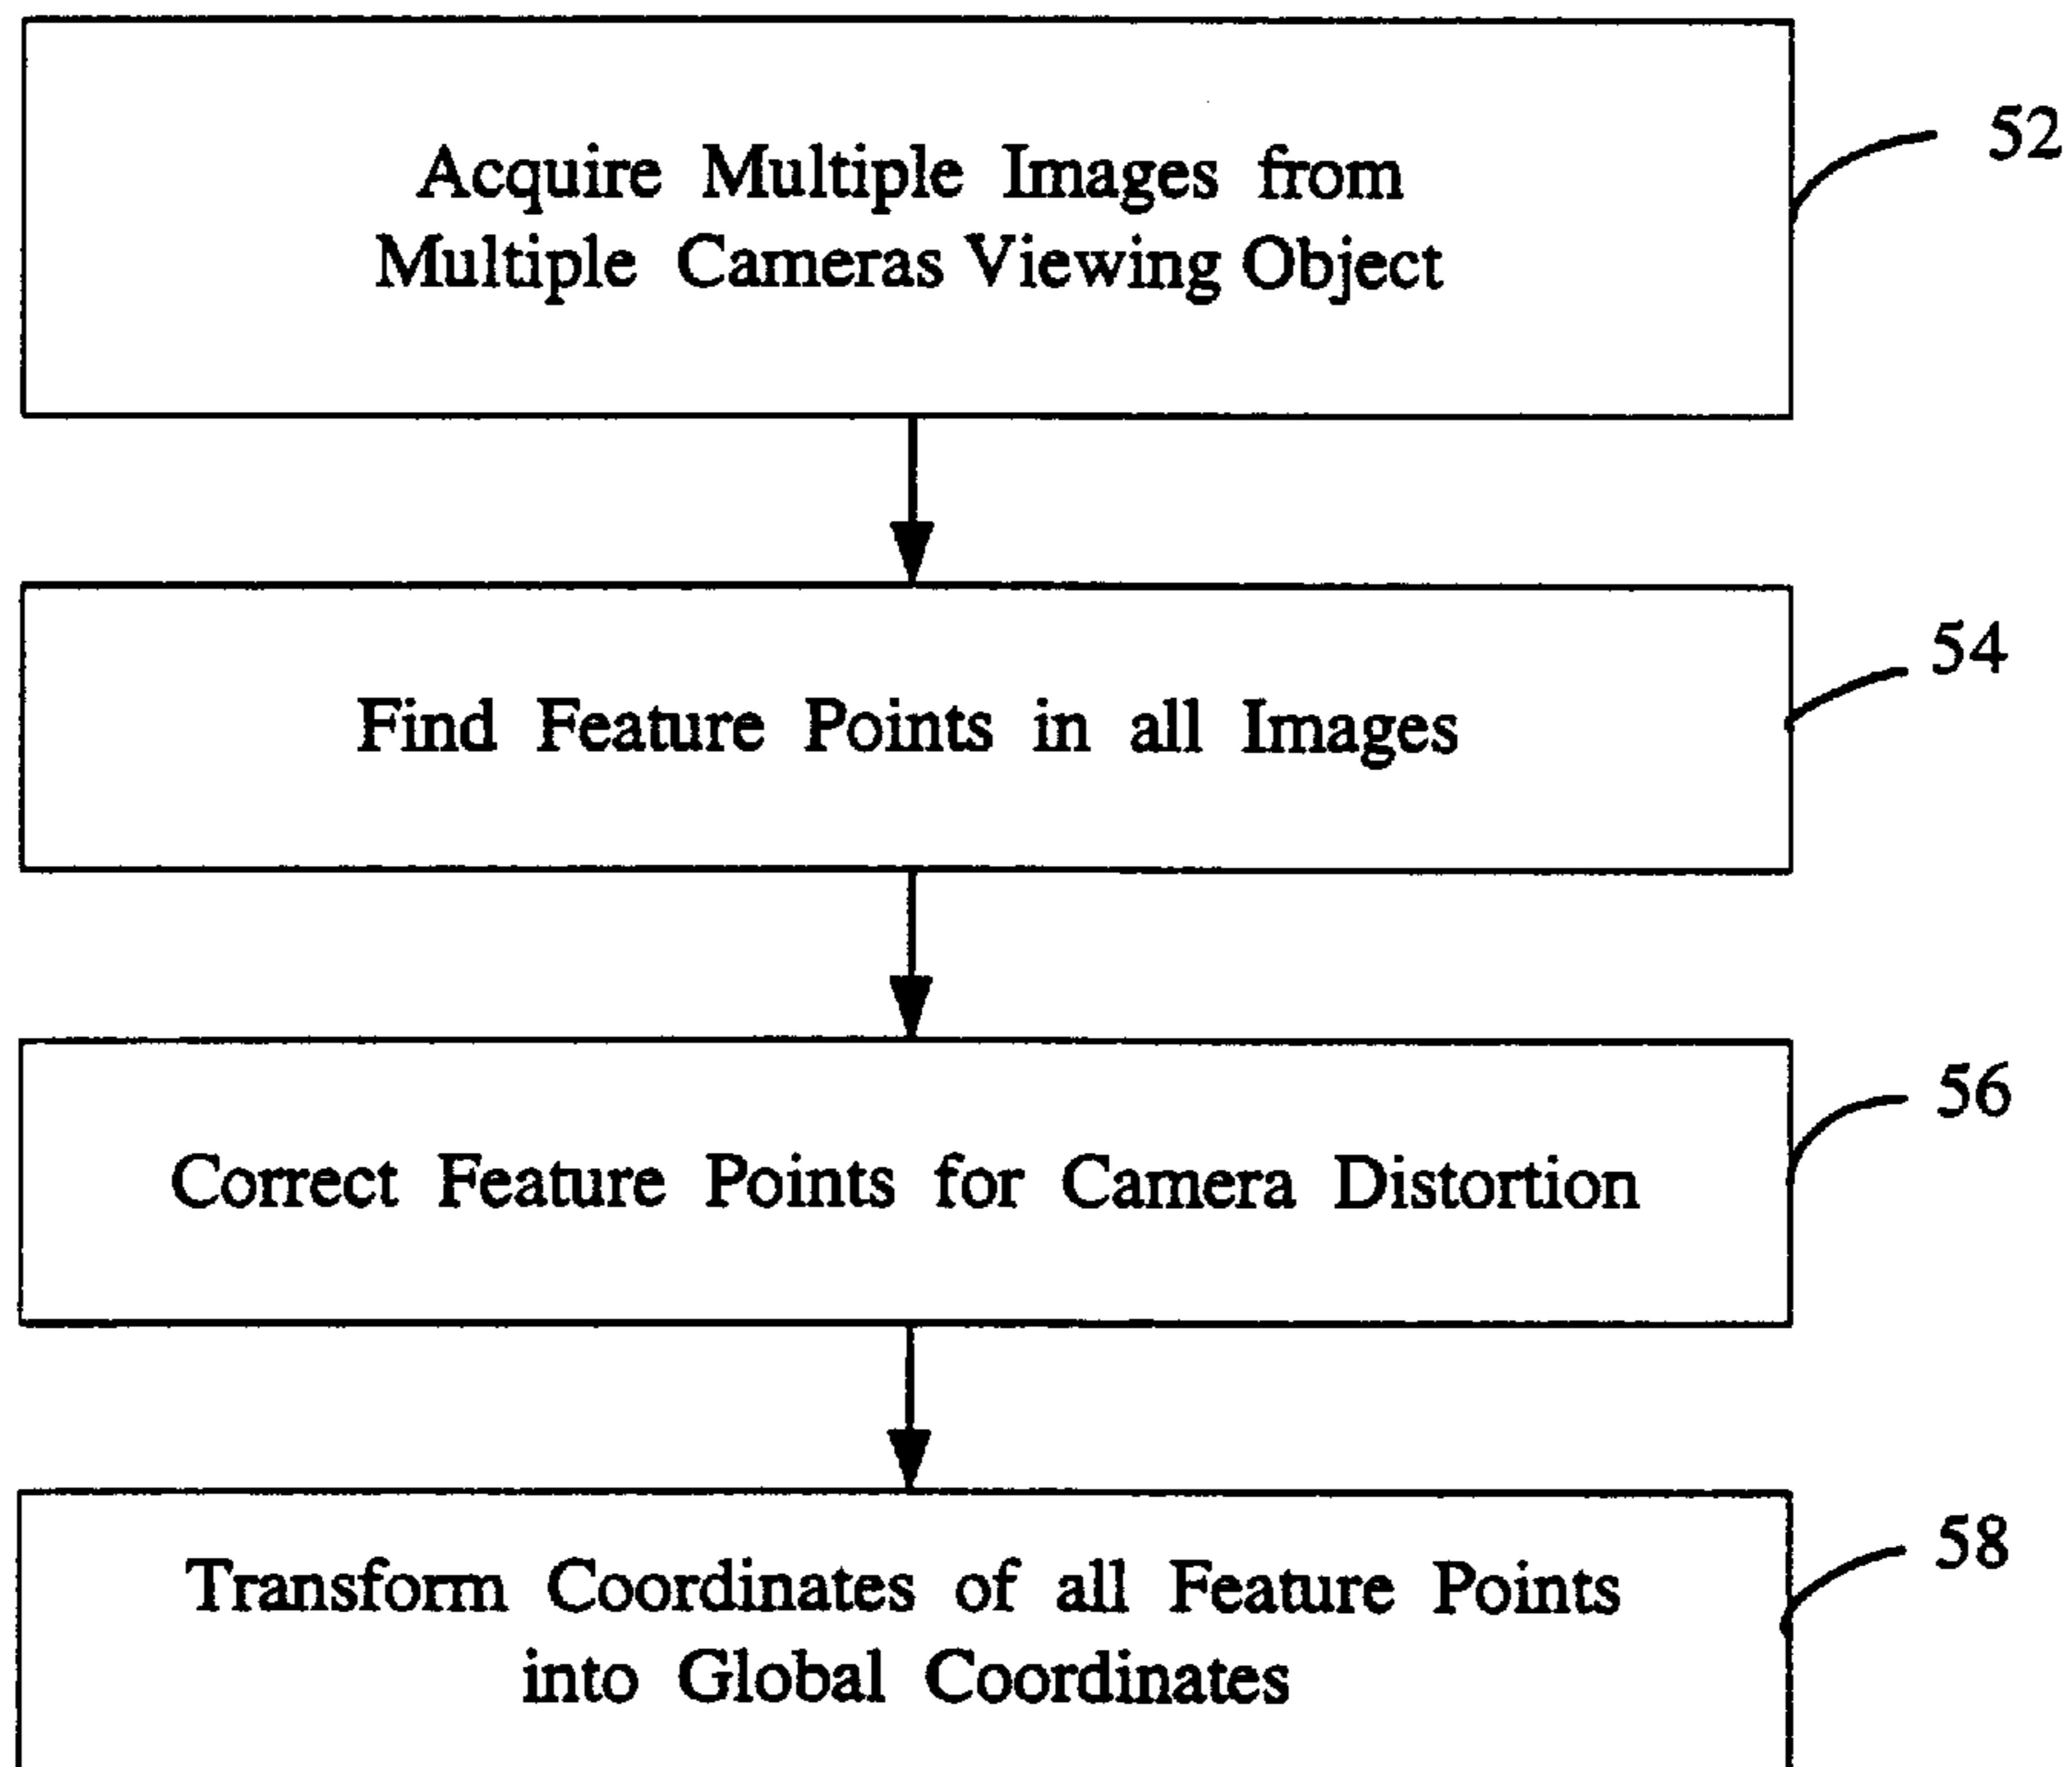 Acquire Multiple Images from
Multiple Cameras Viewing Object
52
Find Feature Points in all Images
54
Correct Feature Points for Camera Distortion
56
Transform Coordinates of all Feature Points
into Global Coordinates
58